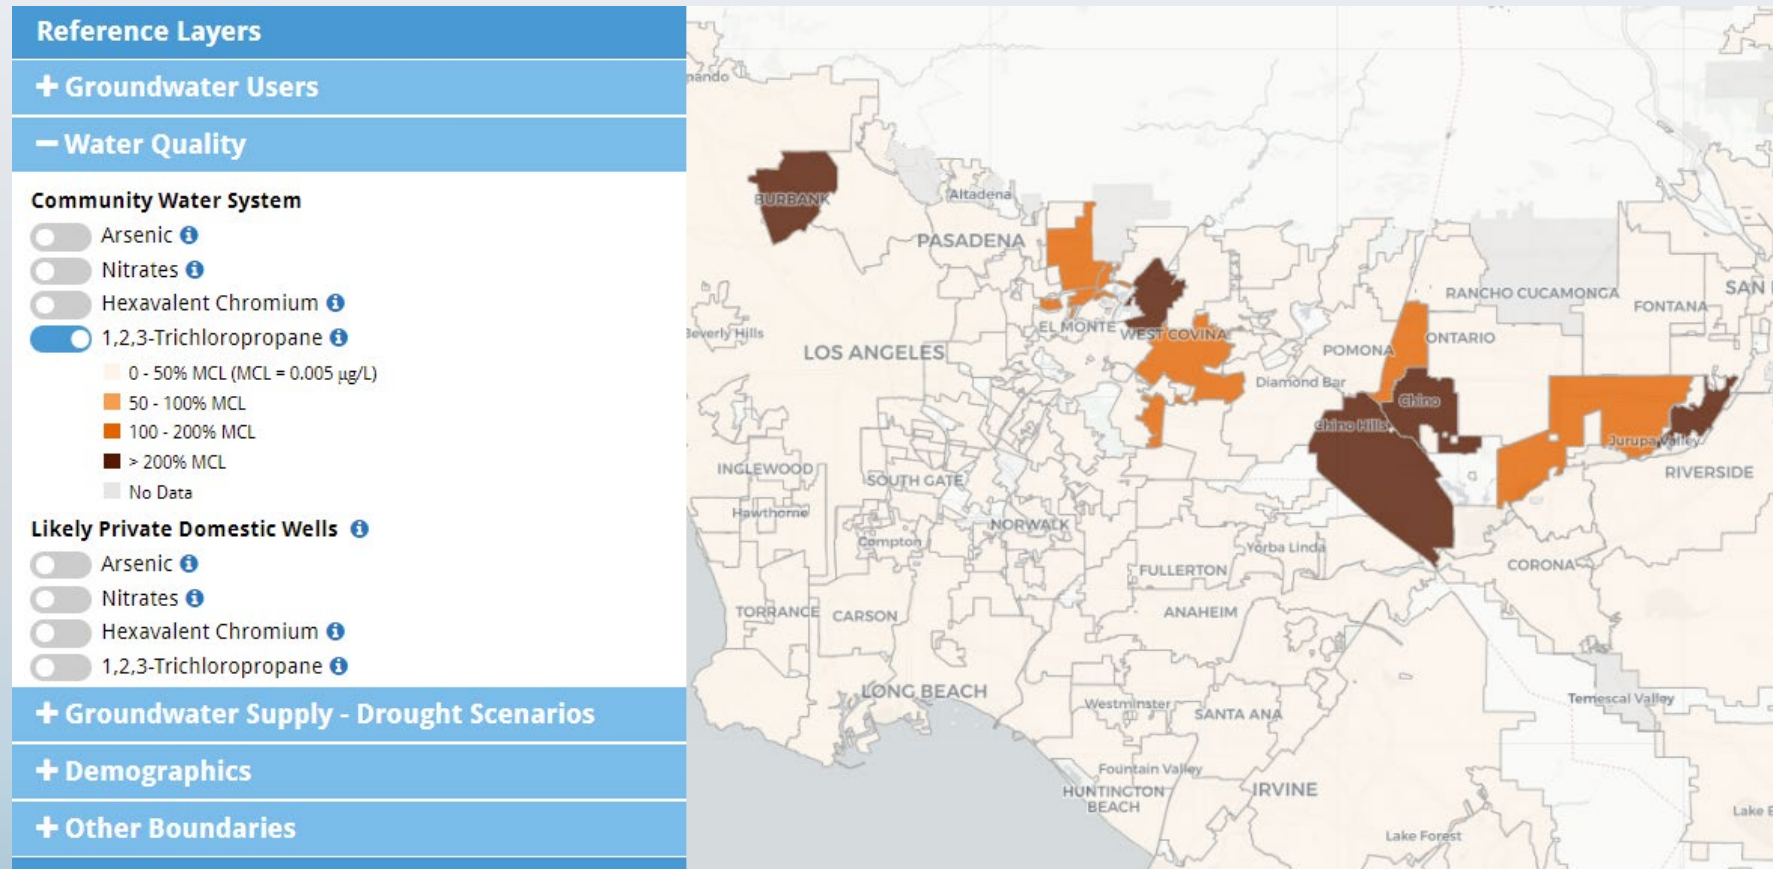 Reference Layers
+ Groundwater Users
− Water Quality
Community Water System
Arsenic
Nitrates
Hexavalent Chromium
1,2,3-Trichloropropane
0 - 50% MCL (MCL = 0.005 µg/L)
50 - 100% MCL
100 - 200% MCL
> 200% MCL
No Data
Likely Private Domestic Wells
Arsenic
Nitrates
Hexavalent Chromium
1,2,3-Trichloropropane
+ Groundwater Supply - Drought Scenarios
+ Demographics
+ Other Boundaries
nando
BURBANK
Altadena
PASADENA
RANCHO CUCAMONGA
SAN
FONTANA
Beverly Hills
EL MONTE
WEST COVINA
ONTARIO
LOS ANGELES
POMONA
Diamond Bar
Chino
Chino Hills
Jurupa Valley
INGLEWOOD
SOUTH GATE
RIVERSIDE
Hawthorne
NORWALK
Compton
Yorba Linda
FULLERTON
CORONA
TORRANCE
CARSON
ANAHEIM
LONG BEACH
Westminster
SANTA ANA
Temescal Valley
Fountain Valley
HUNTINGTON
BEACH
IRVINE
Lake
Lake Forest